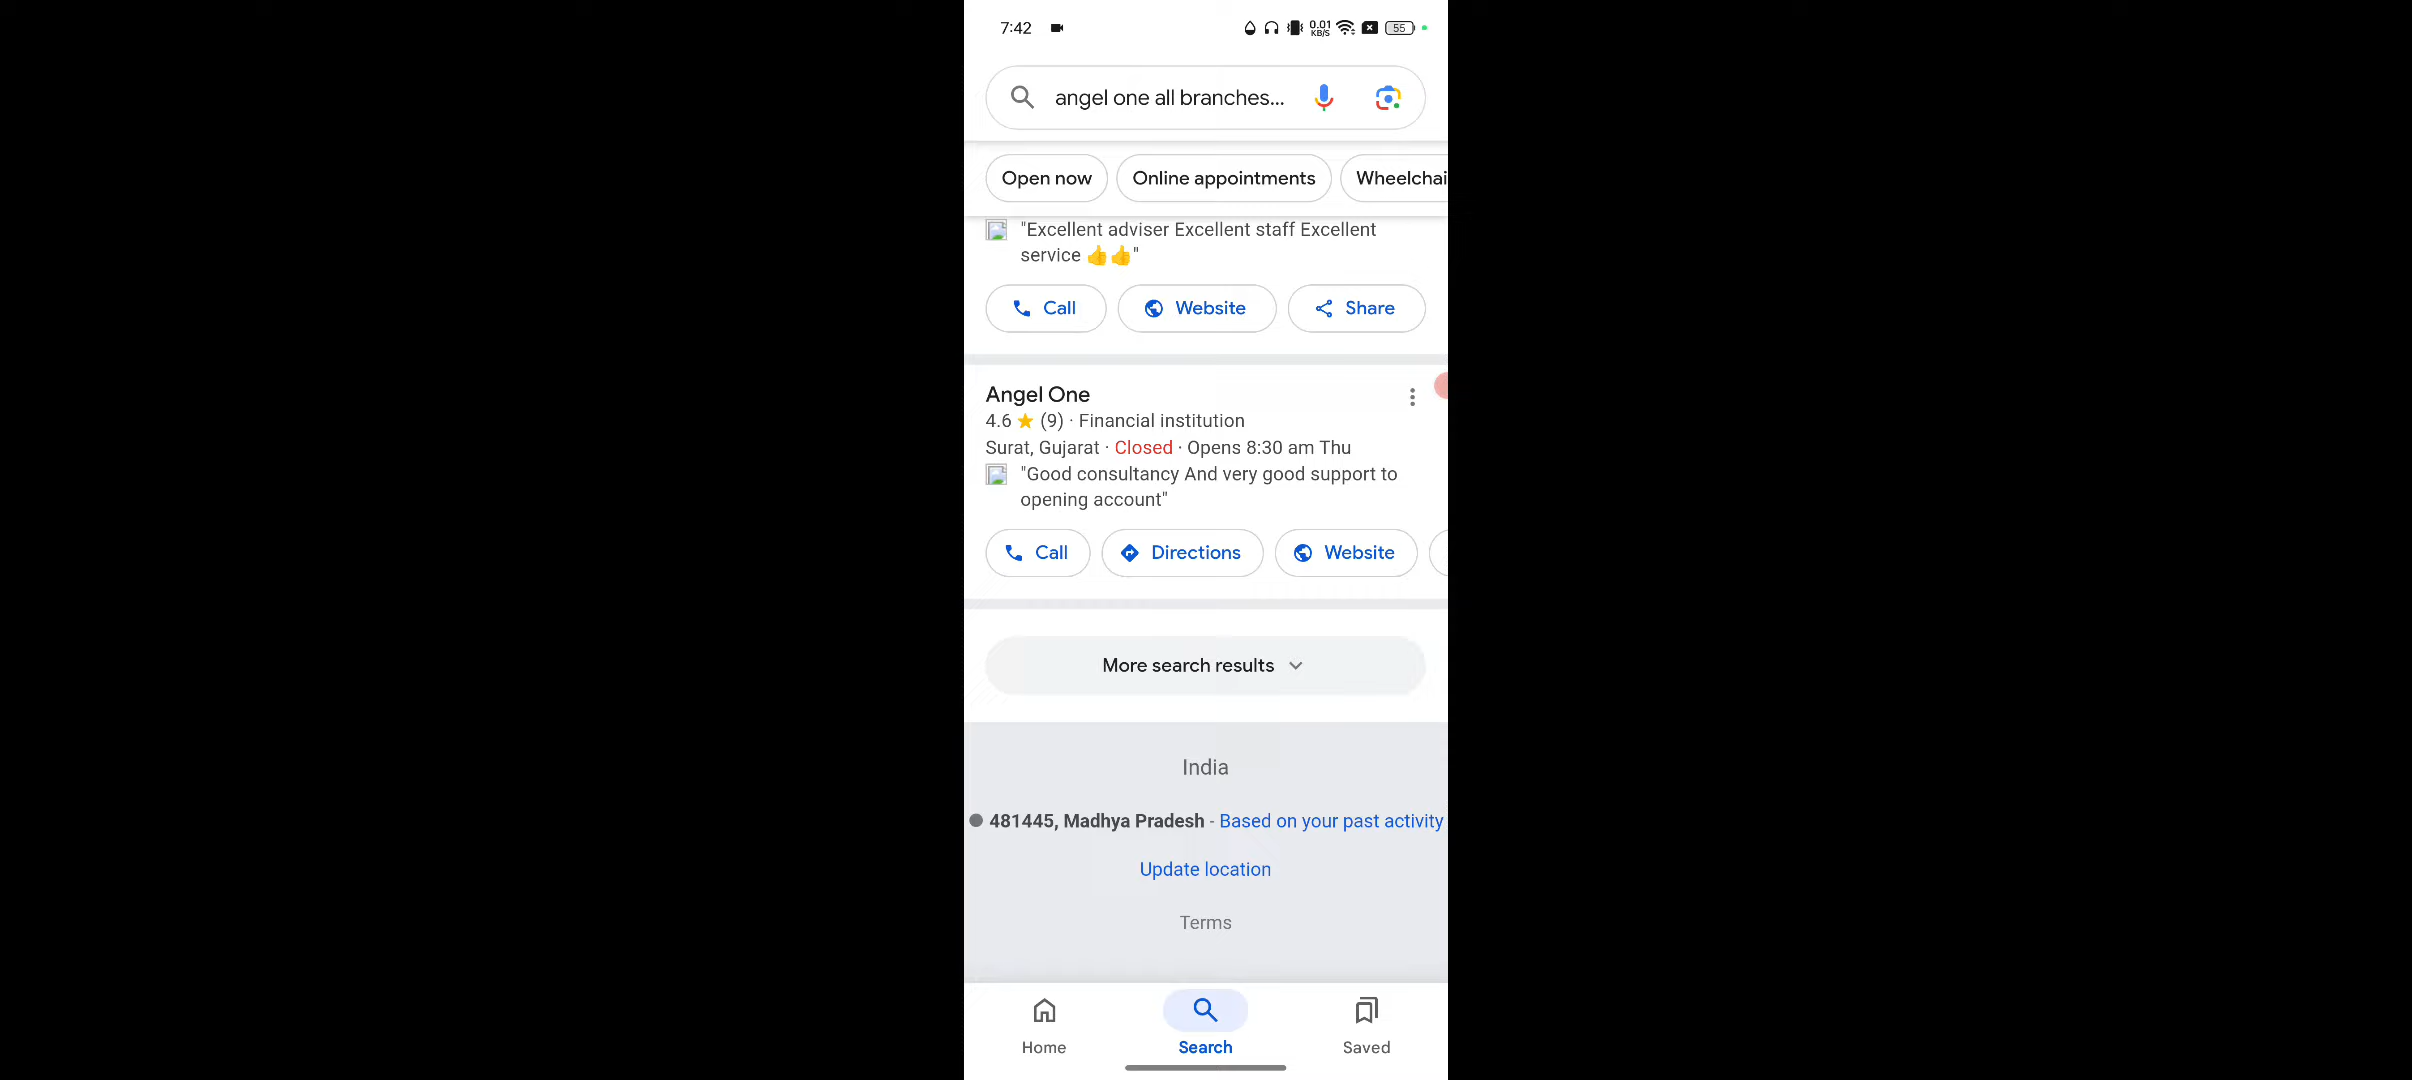 7:42 0.01 KB/S 55
angel one all branches...
Open now Online appointments Wheelchai
"Excellent adviser Excellent staff Excellent
service 👍👍"
Call Website Share
Angel One
4.6 ★ (9) · Financial institution
Surat, Gujarat · Closed · Opens 8:30 am Thu
"Good consultancy And very good support to
opening account"
Call Directions Website
More search results
India
481445, Madhya Pradesh - Based on your past activity
Update location
Terms
Home Search Saved